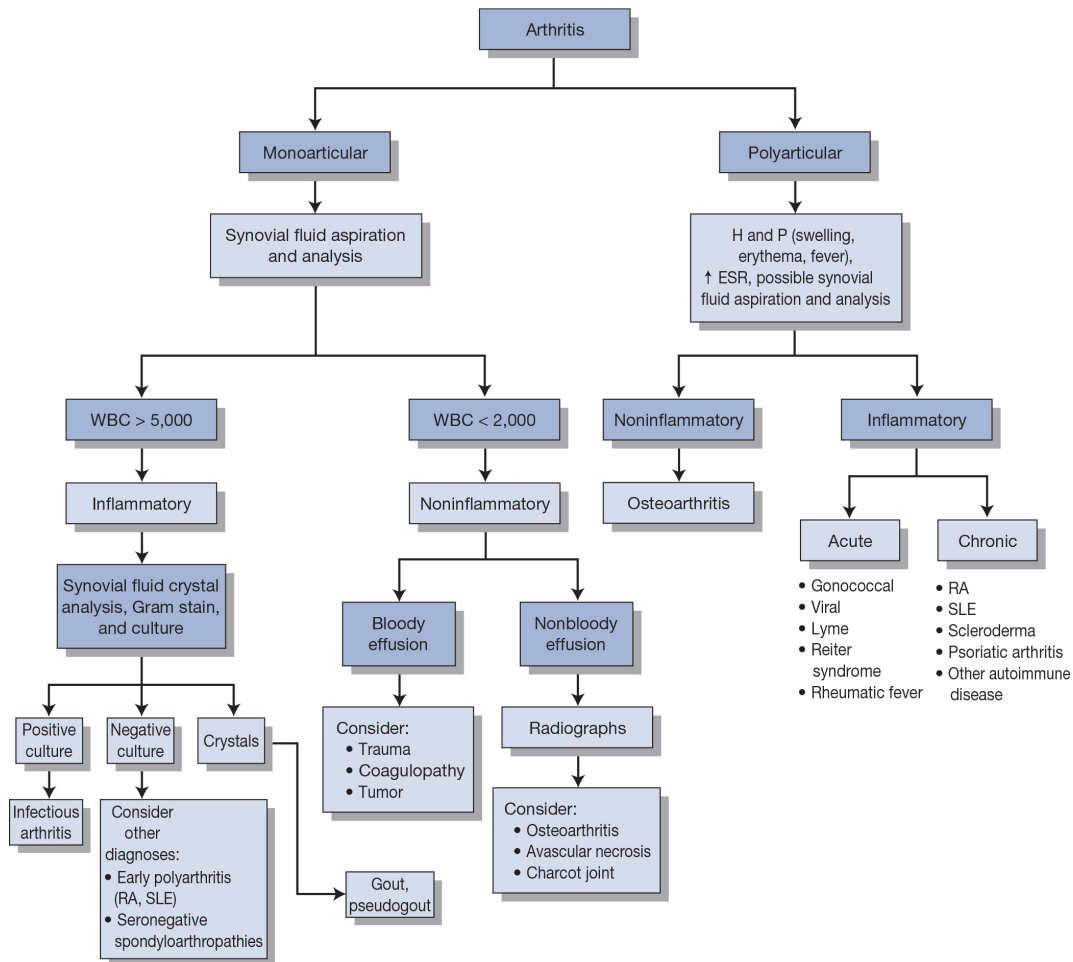 Arthritis
Monoarticular
Polyarticular
Synovial fluid aspiration
and analysis
H and P (swelling,
erythema, fever),
↑ ESR, possible synovial
fluid aspiration and analysis
WBC > 5,000
WBC < 2,000
Noninflammatory
Inflammatory
Inflammatory
Noninflammatory
Osteoarthritis
Acute
Chronic
Synovial fluid crystal
analysis, Gram stain,
and culture
Bloody
effusion
Nonbloody
effusion
• Gonococcal
• Viral
• Lyme
• Reiter
syndrome
• Rheumatic fever
• RA
• SLE
• Scleroderma
• Psoriatic arthritis
• Other autoimmune
disease
Positive
culture
Negative
culture
Crystals
Consider:
• Trauma
• Coagulopathy
• Tumor
Radiographs
Infectious
arthritis
Consider
other
diagnoses:
• Early polyarthritis
(RA, SLE)
• Seronegative
spondyloarthropathies
Consider:
• Osteoarthritis
• Avascular necrosis
• Charcot joint
Gout,
pseudogout